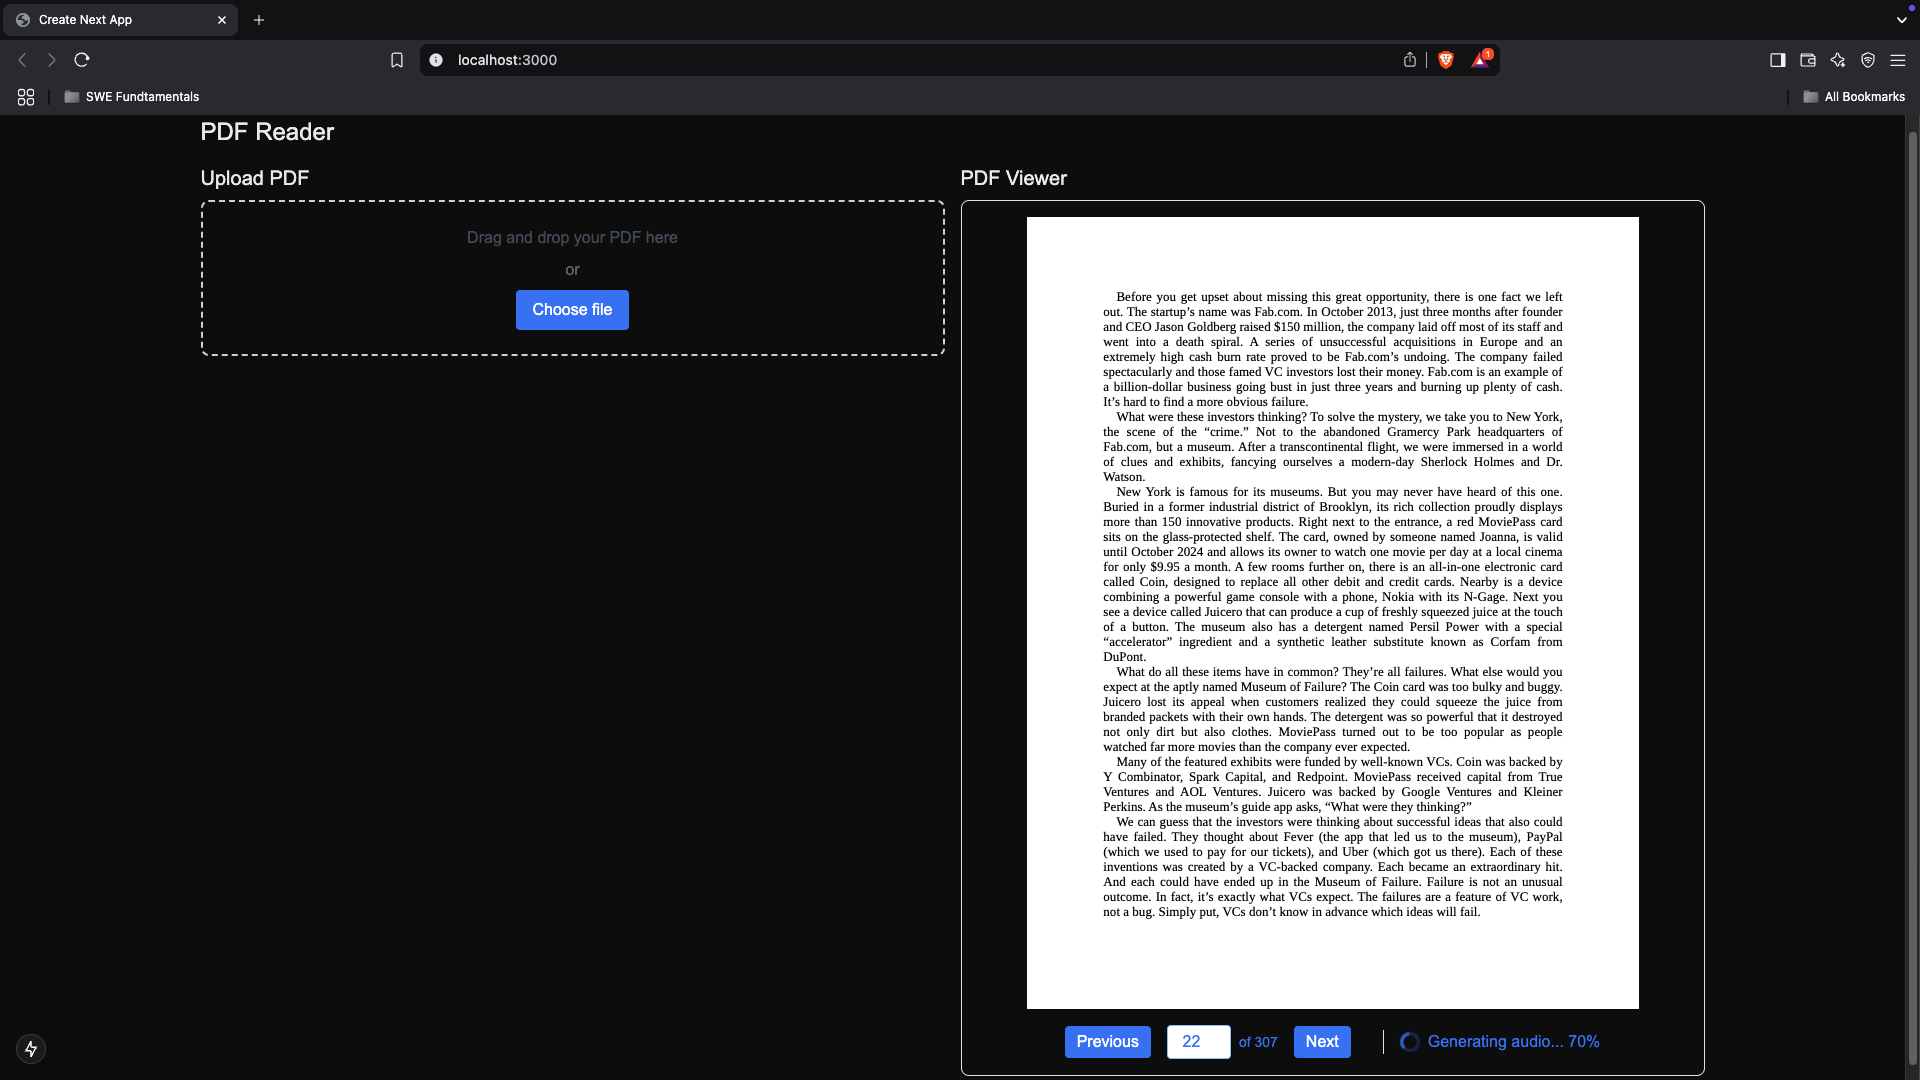 Create Next App
localhost:3000
1
SWE Fundtamentals
All Bookmarks
PDF Reader
Upload PDF
Drag and drop your PDF here
or
Choose file
PDF Viewer
Before you get upset about missing this great opportunity, there is one fact we left
out. The startup’s name was Fab.com. In October 2013, just three months after founder
and CEO Jason Goldberg raised $150 million, the company laid off most of its staff and
went into a death spiral. A series of unsuccessful acquisitions in Europe and an
extremely high cash burn rate proved to be Fab.com’s undoing. The company failed
spectacularly and those famed VC investors lost their money. Fab.com is an example of
a billion-dollar business going bust in just three years and burning up plenty of cash.
It’s hard to find a more obvious failure.
What were these investors thinking? To solve the mystery, we take you to New York,
the scene of the “crime.” Not to the abandoned Gramercy Park headquarters of
Fab.com, but a museum. After a transcontinental flight, we were immersed in a world
of clues and exhibits, fancying ourselves a modern-day Sherlock Holmes and Dr.
Watson.
New York is famous for its museums. But you may never have heard of this one.
Buried in a former industrial district of Brooklyn, its rich collection proudly displays
more than 150 innovative products. Right next to the entrance, a red MoviePass card
sits on the glass-protected shelf. The card, owned by someone named Joanna, is valid
until October 2024 and allows its owner to watch one movie per day at a local cinema
for only $9.95 a month. A few rooms further on, there is an all-in-one electronic card
called Coin, designed to replace all other debit and credit cards. Nearby is a device
combining a powerful game console with a phone, Nokia with its N-Gage. Next you
see a device called Juicero that can produce a cup of freshly squeezed juice at the touch
of a button. The museum also has a detergent named Persil Power with a special
“accelerator” ingredient and a synthetic leather substitute known as Corfam from
DuPont.
What do all these items have in common? They’re all failures. What else would you
expect at the aptly named Museum of Failure? The Coin card was too bulky and buggy.
Juicero lost its appeal when customers realized they could squeeze the juice from
branded packets with their own hands. The detergent was so powerful that it destroyed
not only dirt but also clothes. MoviePass turned out to be too popular as people
watched far more movies than the company ever expected.
Many of the featured exhibits were funded by well-known VCs. Coin was backed by
Y Combinator, Spark Capital, and Redpoint. MoviePass received capital from True
Ventures and AOL Ventures. Juicero was backed by Google Ventures and Kleiner
Perkins. As the museum’s guide app asks, “What were they thinking?”
We can guess that the investors were thinking about successful ideas that also could
have failed. They thought about Fever (the app that led us to the museum), PayPal
(which we used to pay for our tickets), and Uber (which got us there). Each of these
inventions was created by a VC-backed company. Each became an extraordinary hit.
And each could have ended up in the Museum of Failure. Failure is not an unusual
outcome. In fact, it’s exactly what VCs expect. The failures are a feature of VC work,
not a bug. Simply put, VCs don’t know in advance which ideas will fail.
Previous 22 of 307 Next Generating audio... 70%